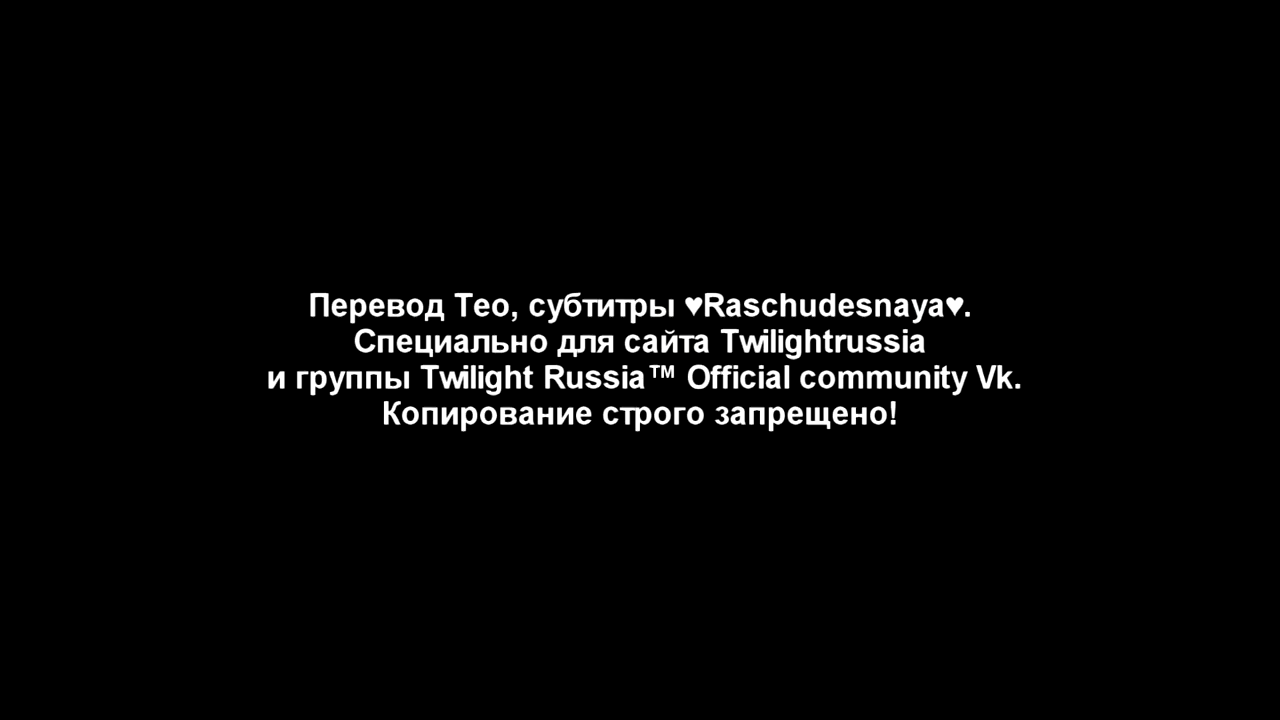 Перевод Тео, субтитры ♥Raschudesnaya♥.
Специально для сайта Twilightrussia
и группы Twilight Russia™ Official community Vk.
Копирование строго запрещено!